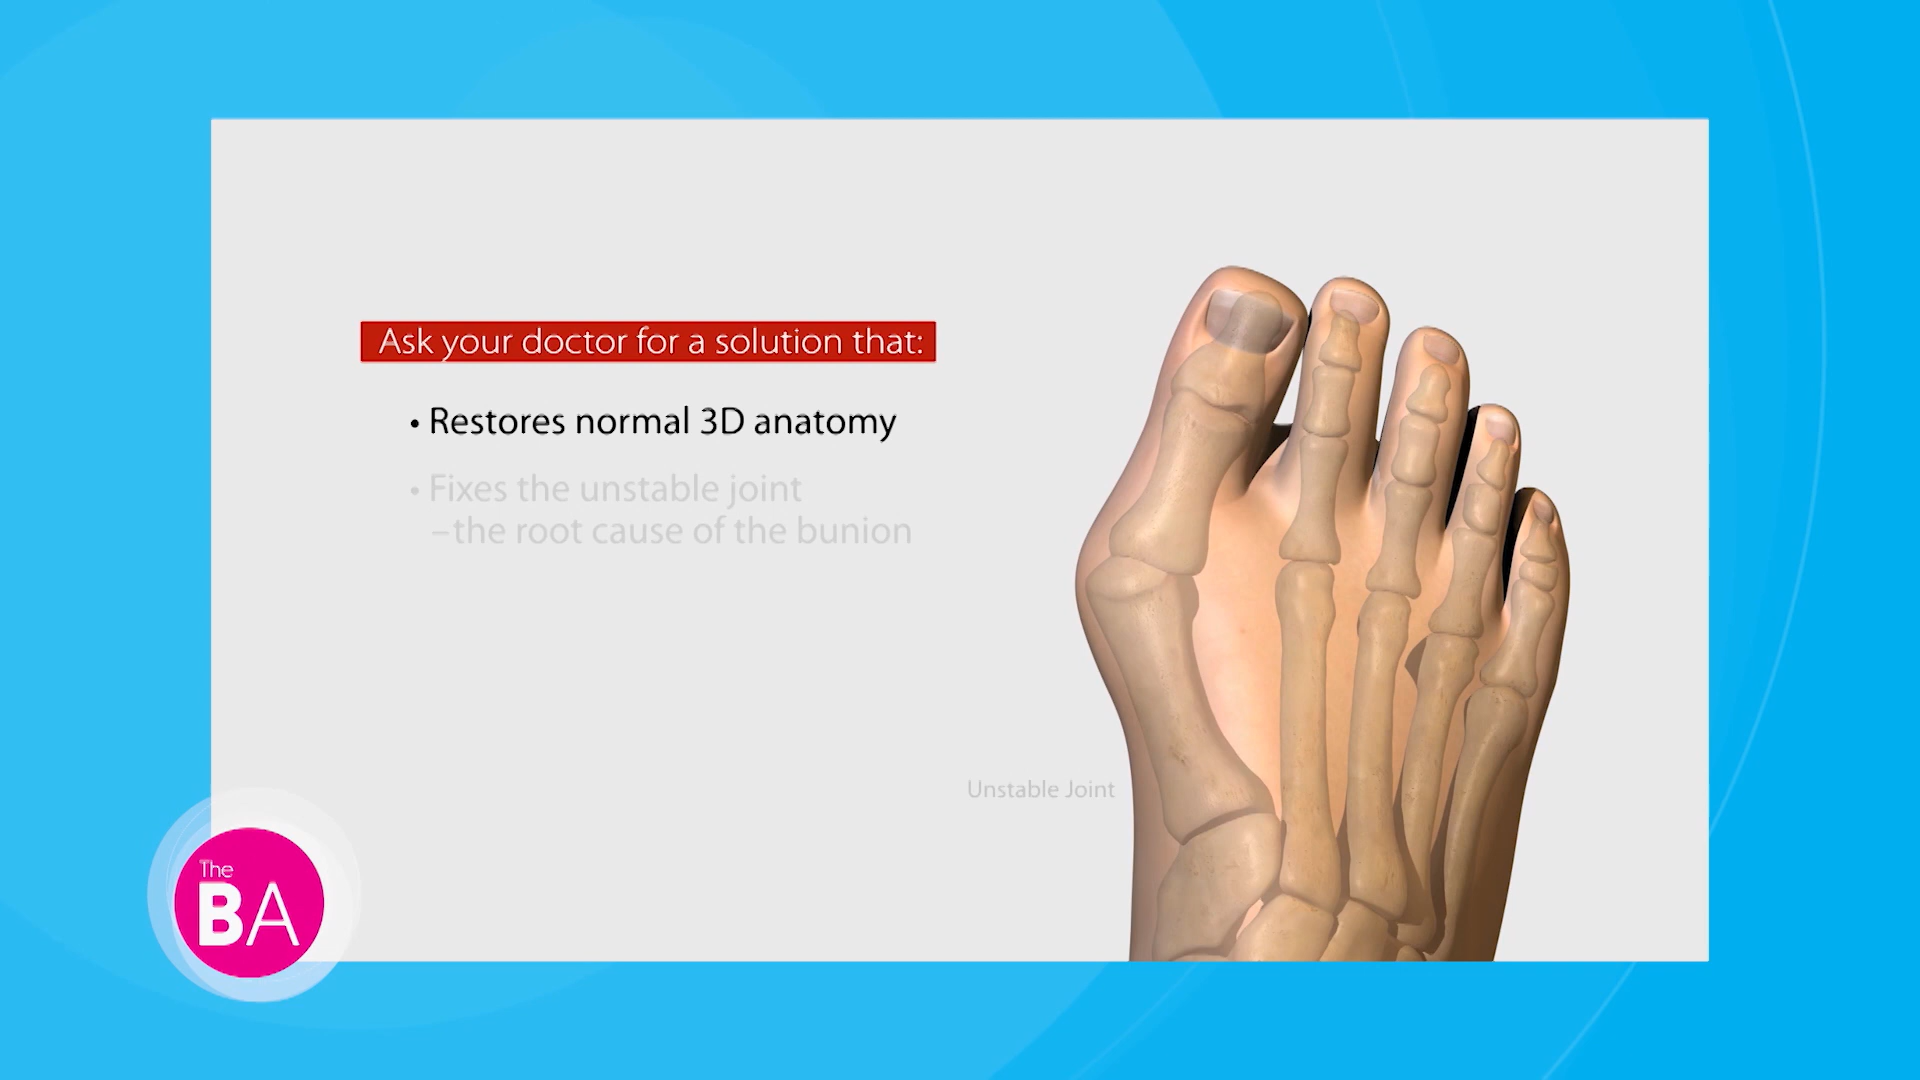 Ask your doctor for a solution that:
• Restores normal 3D anatomy
• Fixes the unstable joint
–the root cause of the bunion
Unstable Joint
The
BA